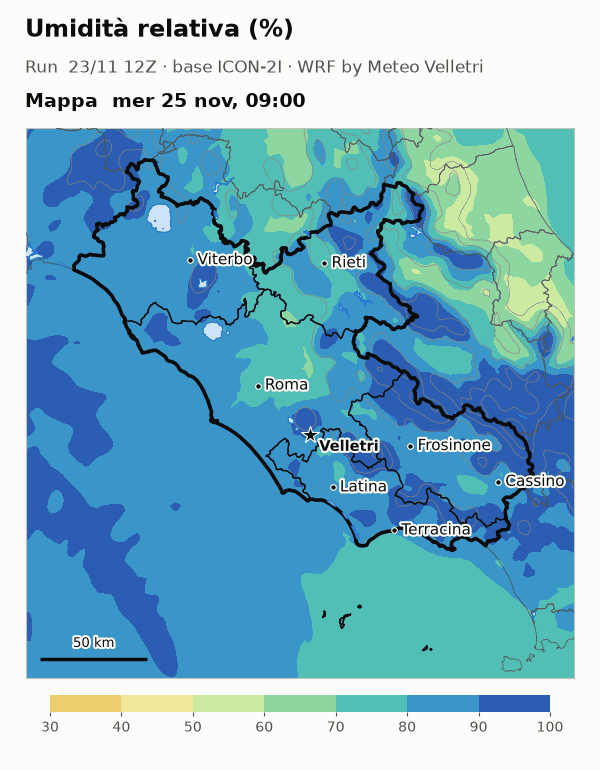 Umidità relativa (%)
Run  23/11 12Z · base ICON-2I · WRF by Meteo Velletri
Mappa  mer 25 nov, 09:00
Viterbo
Rieti
Roma
Velletri
Frosinone
Cassino
Latina
Terracina
50 km
30 40 50 60 70 80 90 100